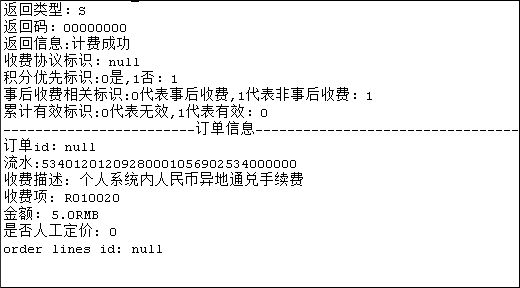 返回类型: S
返回码: 00000000
返回信息:计费成功
收费协议标识: null
积分优先标识:0是,1否: 1
事后收费相关标识:0代表事后收费,1代表非事后收费: 1
累计有效标识:0代表无效,1代表有效: 0
------------------------订单信息---------------------------------
订单id: null
流水:5340120120928000105690253400​0000
收费描述: 个人系统内人民币异地通兑手续费
收费项: R010020
金额: 5.0RMB
是否人工定价: 0
order lines id: null